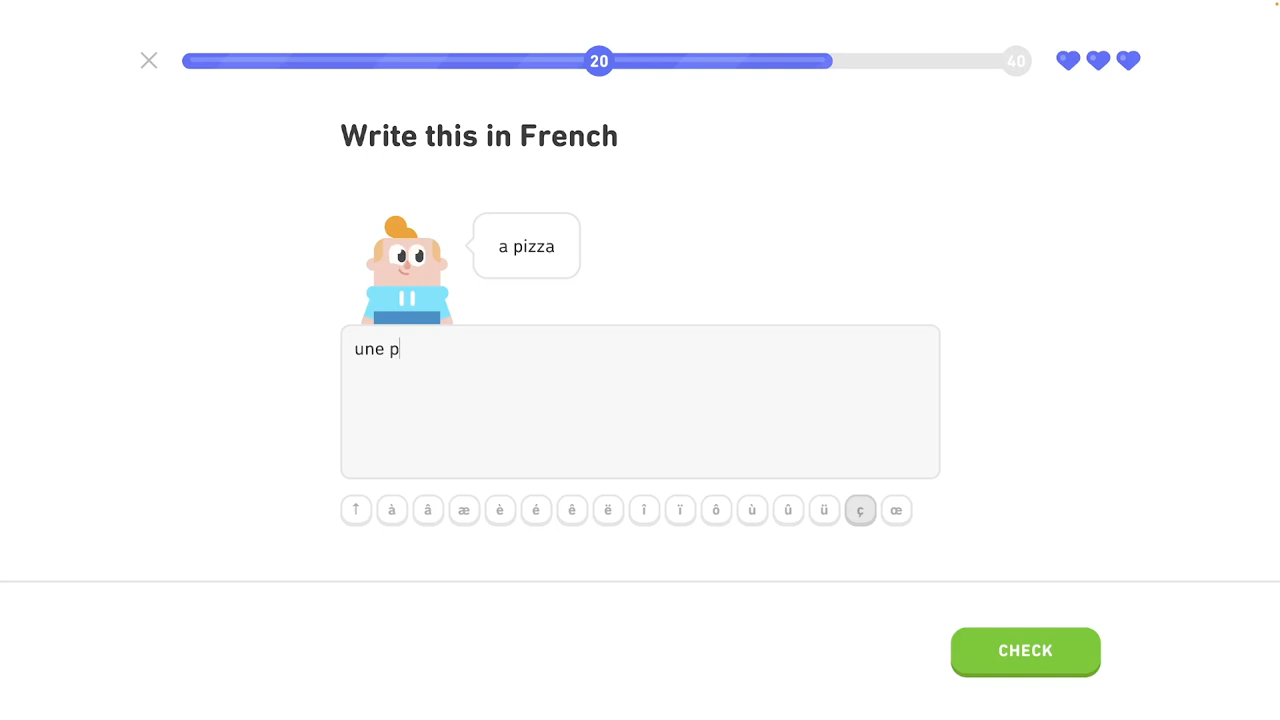 20
40
Write this in French
a pizza
une p
↑ à â æ è é ê ë î ï ô ù û ü ç œ
CHECK